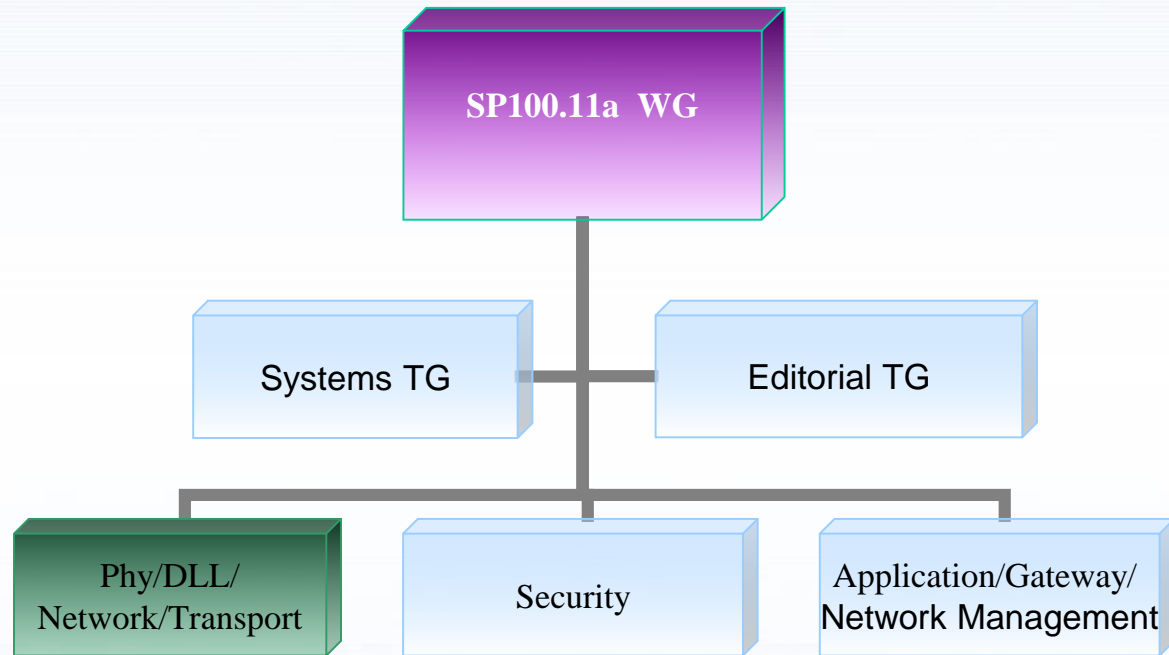 SP100.11a WG
Systems TG
Editorial TG
Phy/DLL/
Network/Transport
Security
Application/Gateway/
Network Management